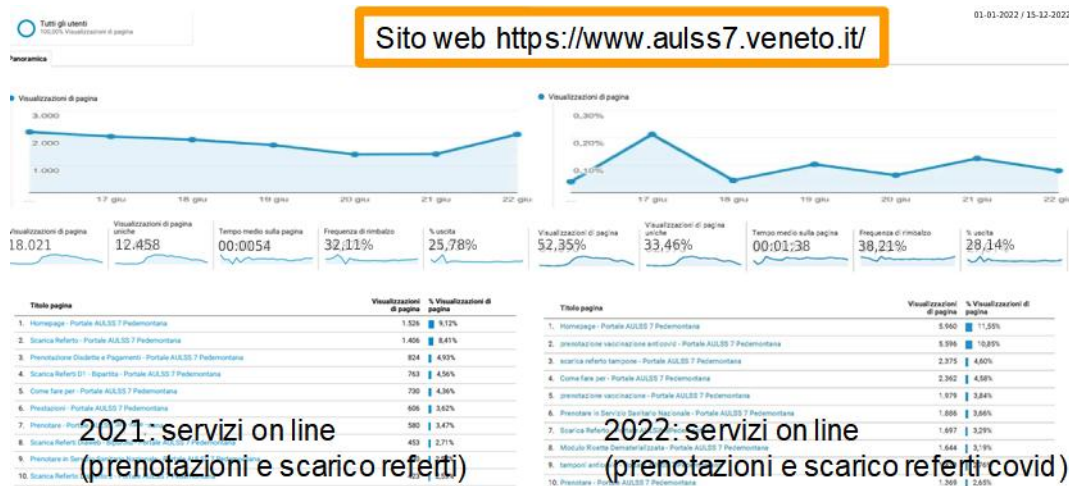 Tutti gli utenti
100,00% Visualizzazioni di pagina
Sito web https://www.aulss7.veneto.it/
01-01-2022 / 15-12-2022
Panoramica
Visualizzazioni di pagina
3.000
2.000
1.000
17 giu 18 giu 19 giu 20 giu 21 giu 22 giu
Visualizzazioni di pagina
0,30%
0,20%
0,10%
17 giu 18 giu 19 giu 20 giu 21 giu 22 giu
Visualizzazioni di pagina
18.021
Visualizzazioni di pagina uniche
12.458
Tempo medio sulla pagina
00:0054
Frequenza di rimbalzo
32,11%
% uscita
25,78%
Visualizzazioni di pagina
52,35%
Visualizzazioni di pagina uniche
33,46%
Tempo medio sulla pagina
00:01:38
Frequenza di rimbalzo
38,21%
% uscita
28,14%
Titolo pagina Visualizzazioni di pagina % Visualizzazioni di pagina
1. Homepage - Portale AULSS 7 Pedemontana 1.526 9,12%
2. Scarica Referto - Portale AULSS 7 Pedemontana 1.406 8,41%
3. Prenotazione Disdette e Pagamenti - Portale AULSS 7 Pedemontana 824 4,93%
4. Scarica Referti D1 - Bipartita - Portale AULSS 7 Pedemontana 763 4,56%
5. Come fare per - Portale AULSS 7 Pedemontana 730 4,36%
6. Prestazioni - Portale AULSS 7 Pedemontana 606 3,62%
7. Prenotare - 580 3,47%
8. Scarica Referti 453 2,71%
9. Prenotare in
10. Scarica
2021: servizi on line
(prenotazioni e scarico referti)
Titolo pagina Visualizzazioni di pagina % Visualizzazioni di pagina
1. Homepage - Portale AULSS 7 Pedemontana 5.960 11,55%
2. prenotazione vaccinazione anticovid - Portale AULSS 7 Pedemontana 5.596 10,85%
3. scarica referto tampone - Portale AULSS 7 Pedemontana 2.375 4,60%
4. Come fare per - Portale AULSS 7 Pedemontana 2.362 4,58%
5. prenotazione vaccinazione - Portale AULSS 7 Pedemontana 1.979 3,84%
6. Prenotare in Servizio Sanitario Nazionale - Portale AULSS 7 Pedemontana 1.886 3,66%
7. Scarica Referto 1.697 3,29%
8. Modulo Ricette Dematerializzate - Portale AULSS 7 Pedemontana 1.644 3,19%
9. tamponi
10. Prenotare - Portale AULSS 7 Pedemontana 1.369 2,65%
2022: servizi on line
(prenotazioni e scarico referti covid)